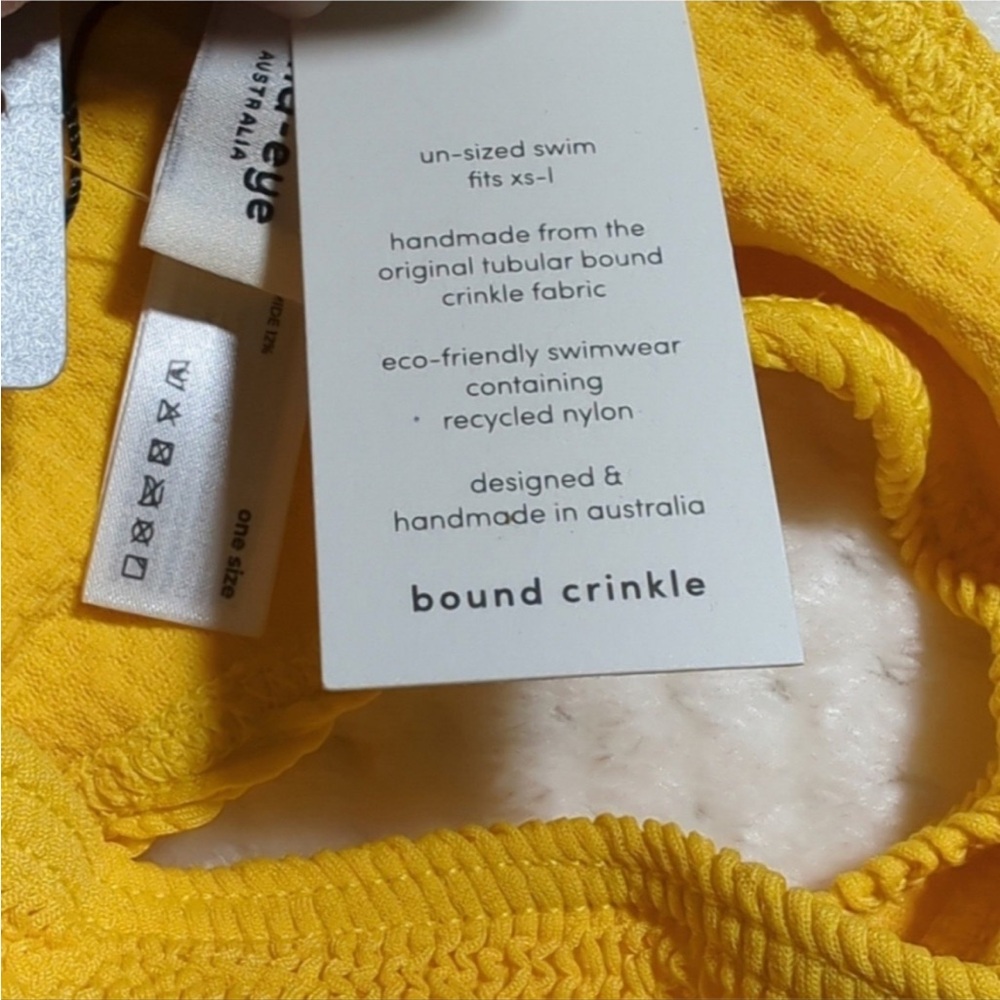 AUSTRALIA
un-sized swim
fits xs-l
handmade from the
original tubular bound
crinkle fabric
eco-friendly swimwear
containing
recycled nylon
designed &
handmade in australia
bound crinkle
12%
one size